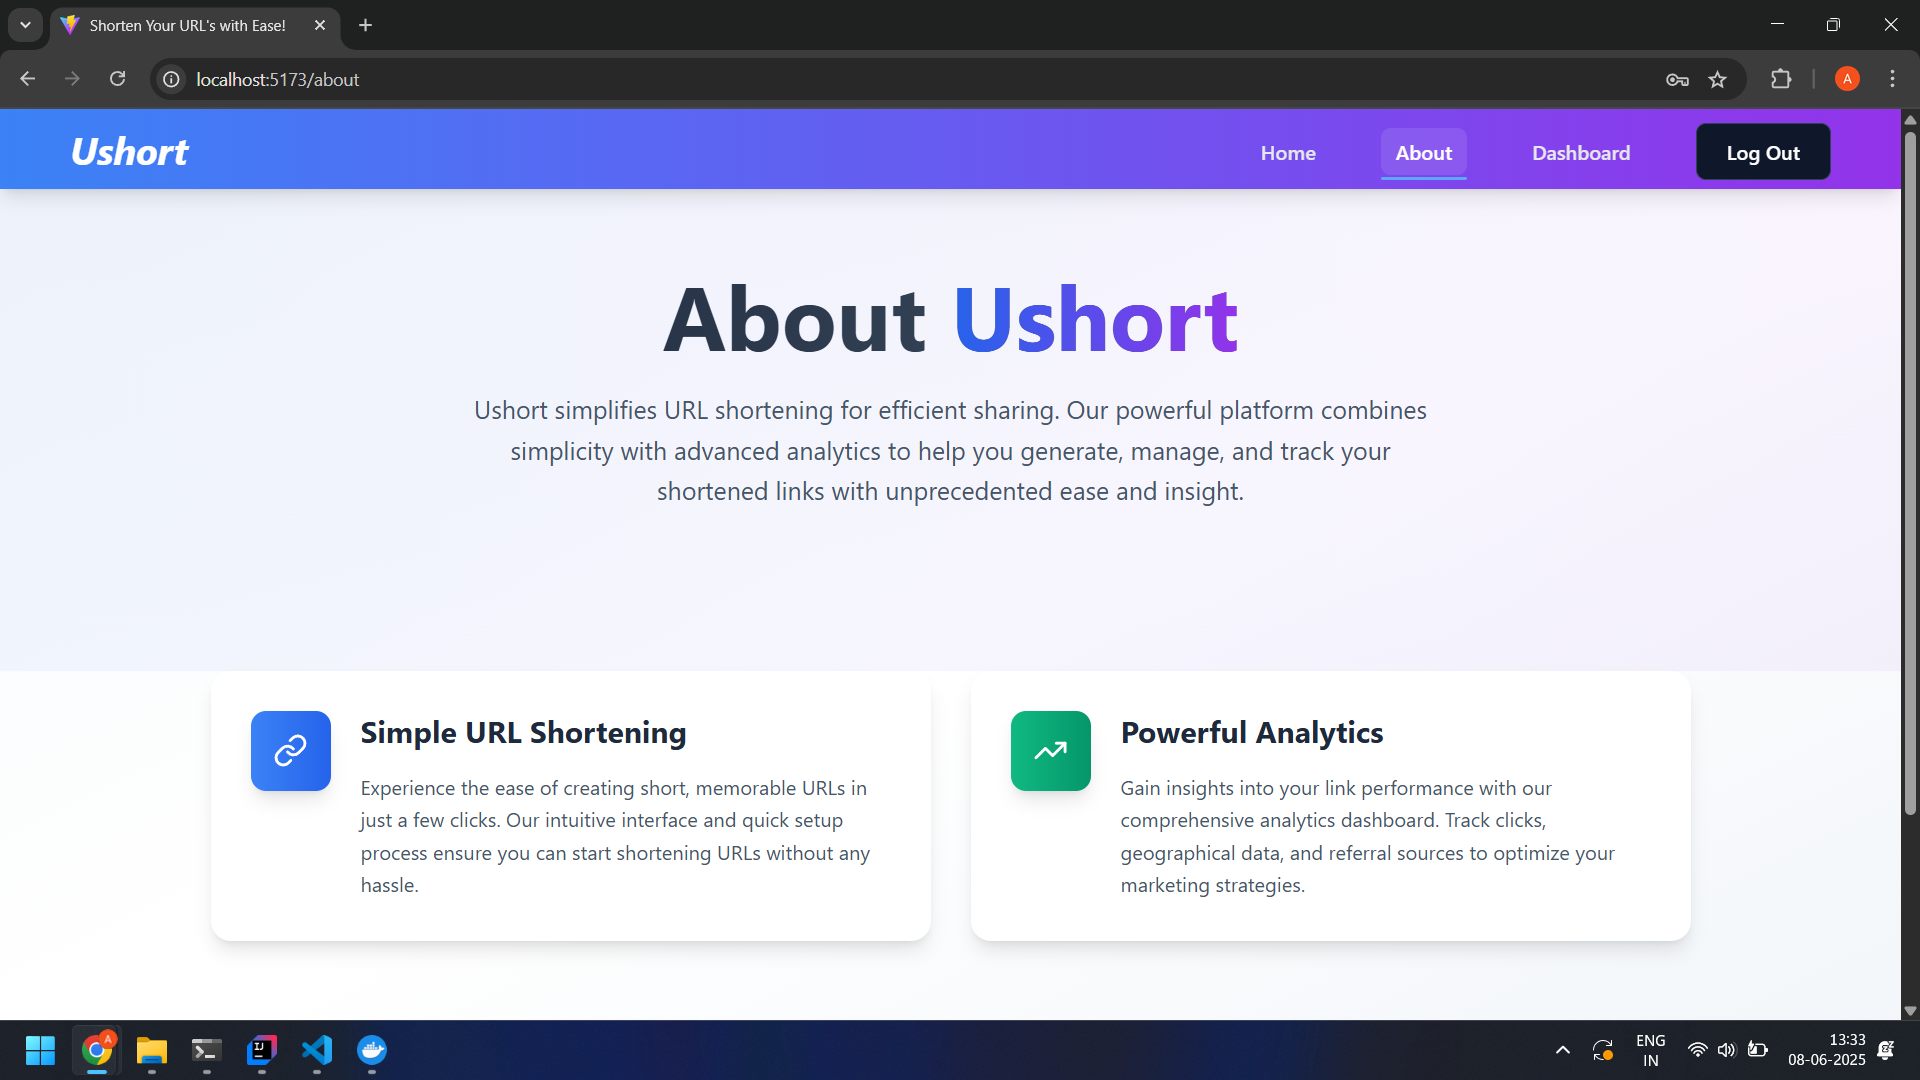 Shorten Your URL's with Ease!
localhost:5173/about
A
Ushort
Home
About
Dashboard
Log Out
About Ushort
Ushort simplifies URL shortening for efficient sharing. Our powerful platform combines
simplicity with advanced analytics to help you generate, manage, and track your
shortened links with unprecedented ease and insight.
Simple URL Shortening
Experience the ease of creating short, memorable URLs in
just a few clicks. Our intuitive interface and quick setup
process ensure you can start shortening URLs without any
hassle.
Powerful Analytics
Gain insights into your link performance with our
comprehensive analytics dashboard. Track clicks,
geographical data, and referral sources to optimize your
marketing strategies.
A
IJ
ENG
IN
13:33
08-06-2025